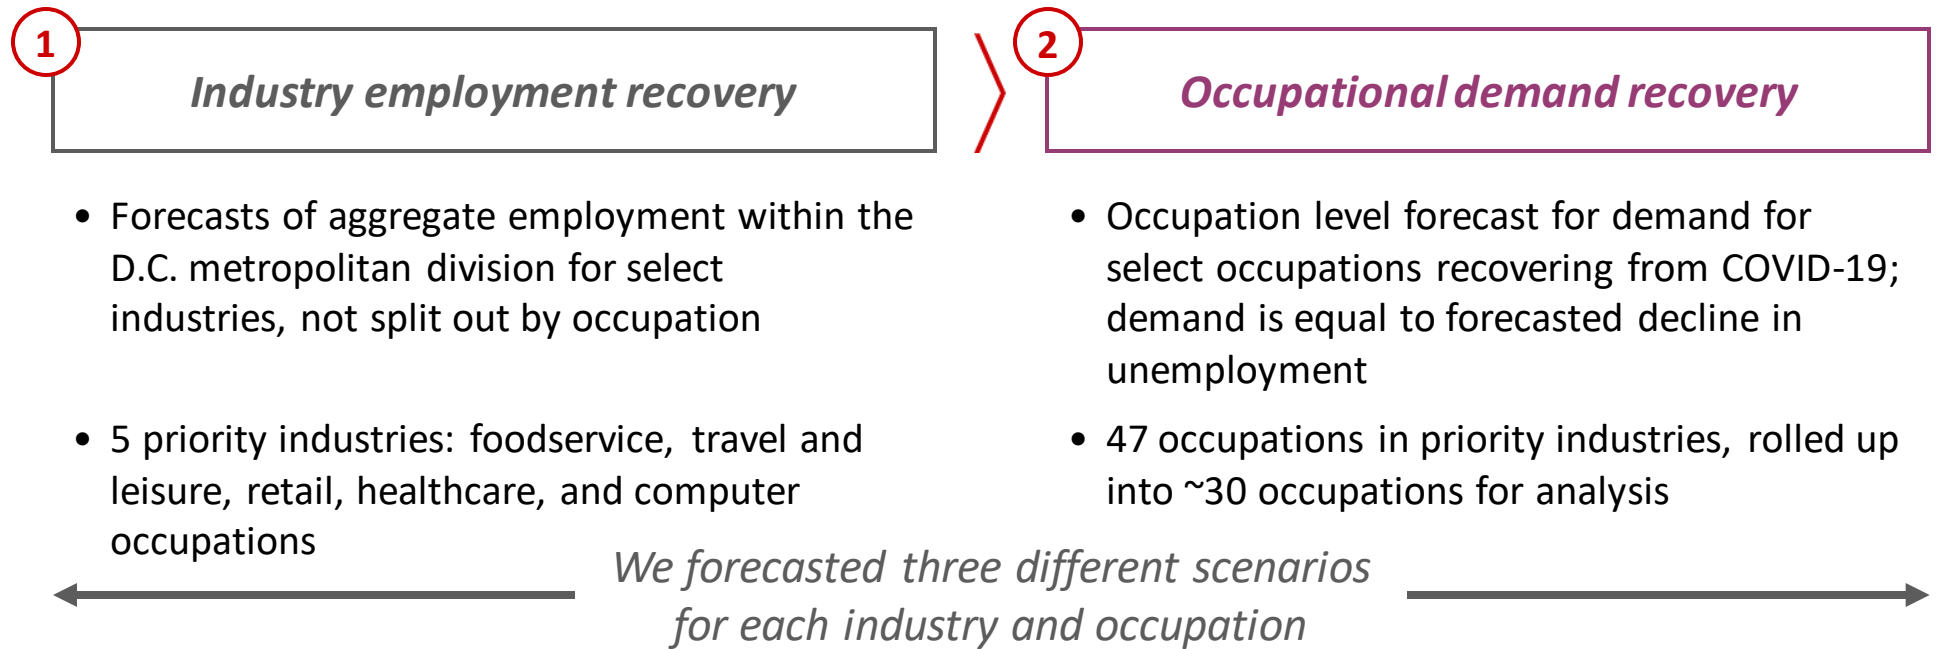 1
Industry employment recovery
• Forecasts of aggregate employment within the
D.C. metropolitan division for select
industries, not split out by occupation
• 5 priority industries: foodservice, travel and
leisure, retail, healthcare, and computer
occupations
2
Occupational demand recovery
• Occupation level forecast for demand for
select occupations recovering from COVID-19;
demand is equal to forecasted decline in
unemployment
• 47 occupations in priority industries, rolled up
into ~30 occupations for analysis
We forecasted three different scenarios
for each industry and occupation